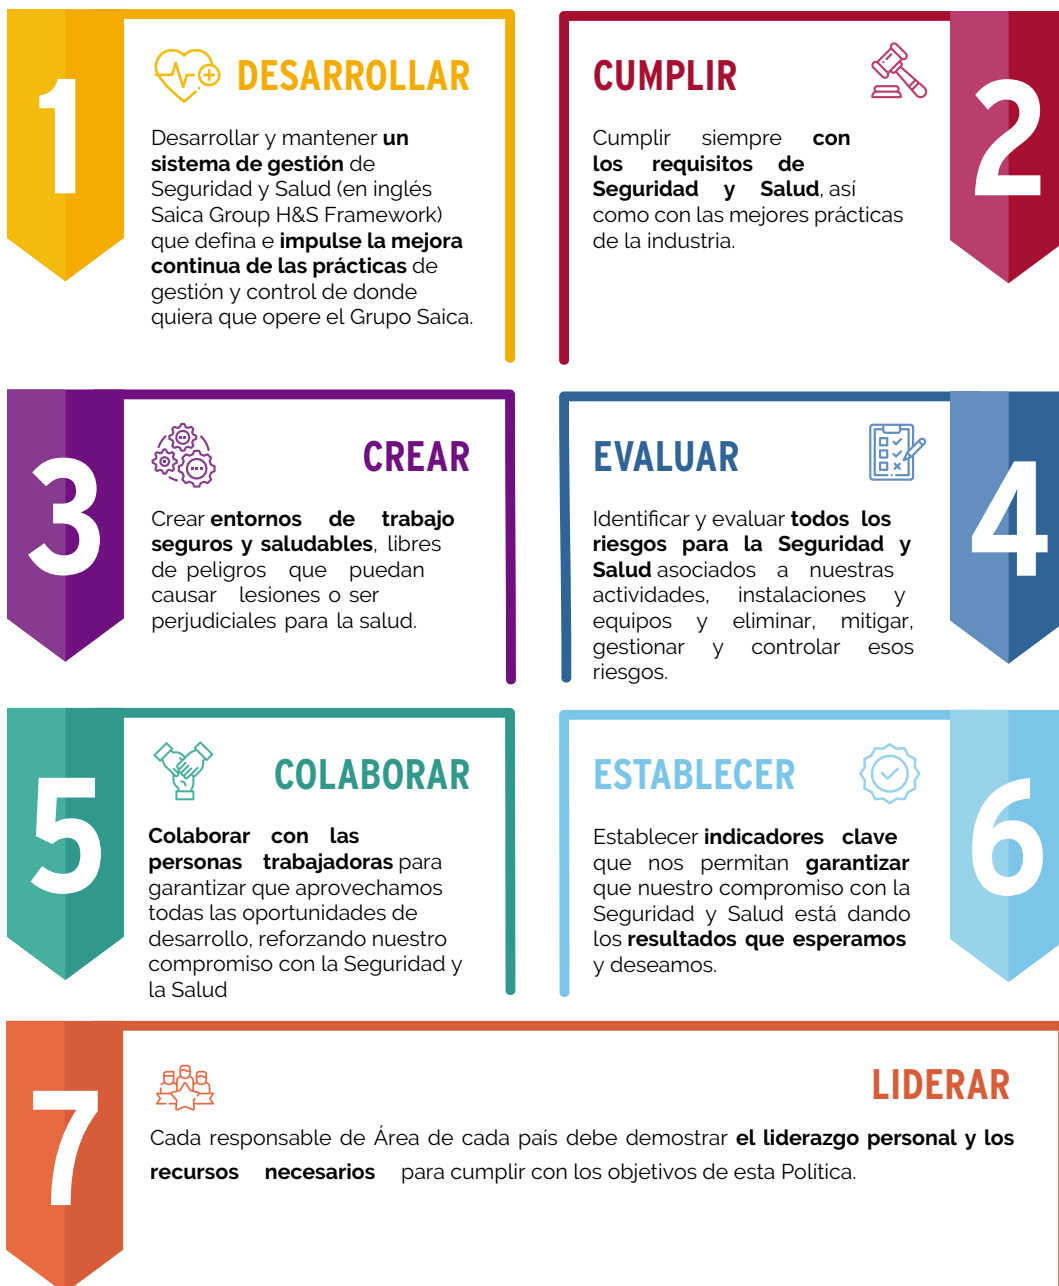 1
DESARROLLAR
Desarrollar y mantener un
sistema de gestión de
Seguridad y Salud (en inglés
Saica Group H&S Framework)
que defina e impulse la mejora
continua de las prácticas de
gestión y control de donde
quiera que opere el Grupo Saica.
CUMPLIR
2
Cumplir siempre con
los requisitos de
Seguridad y Salud, así
como con las mejores prácticas
de la industria.
3
CREAR
Crear entornos de trabajo
seguros y saludables, libres
de peligros que puedan
causar lesiones o ser
perjudiciales para la salud.
EVALUAR
4
Identificar y evaluar todos los
riesgos para la Seguridad y
Salud asociados a nuestras
actividades, instalaciones y
equipos y eliminar, mitigar,
gestionar y controlar esos
riesgos.
5
COLABORAR
Colaborar con las
personas trabajadoras para
garantizar que aprovechamos
todas las oportunidades de
desarrollo, reforzando nuestro
compromiso con la Seguridad y
la Salud
ESTABLECER
6
Establecer indicadores clave
que nos permitan garantizar
que nuestro compromiso con la
Seguridad y Salud está dando
los resultados que esperamos
y deseamos.
7
LIDERAR
Cada responsable de Área de cada país debe demostrar el liderazgo personal y los
recursos necesarios para cumplir con los objetivos de esta Política.